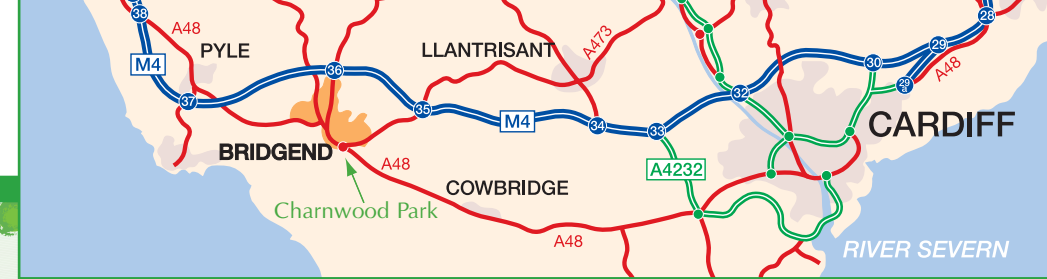 38
A48
PYLE
M4
37
36
LLANTRISANT
A473
35
M4
34
33
32
30
29
28
29a
A48
CARDIFF
BRIDGEND
A48
A4232
COWBRIDGE
Charnwood Park
A48
RIVER SEVERN